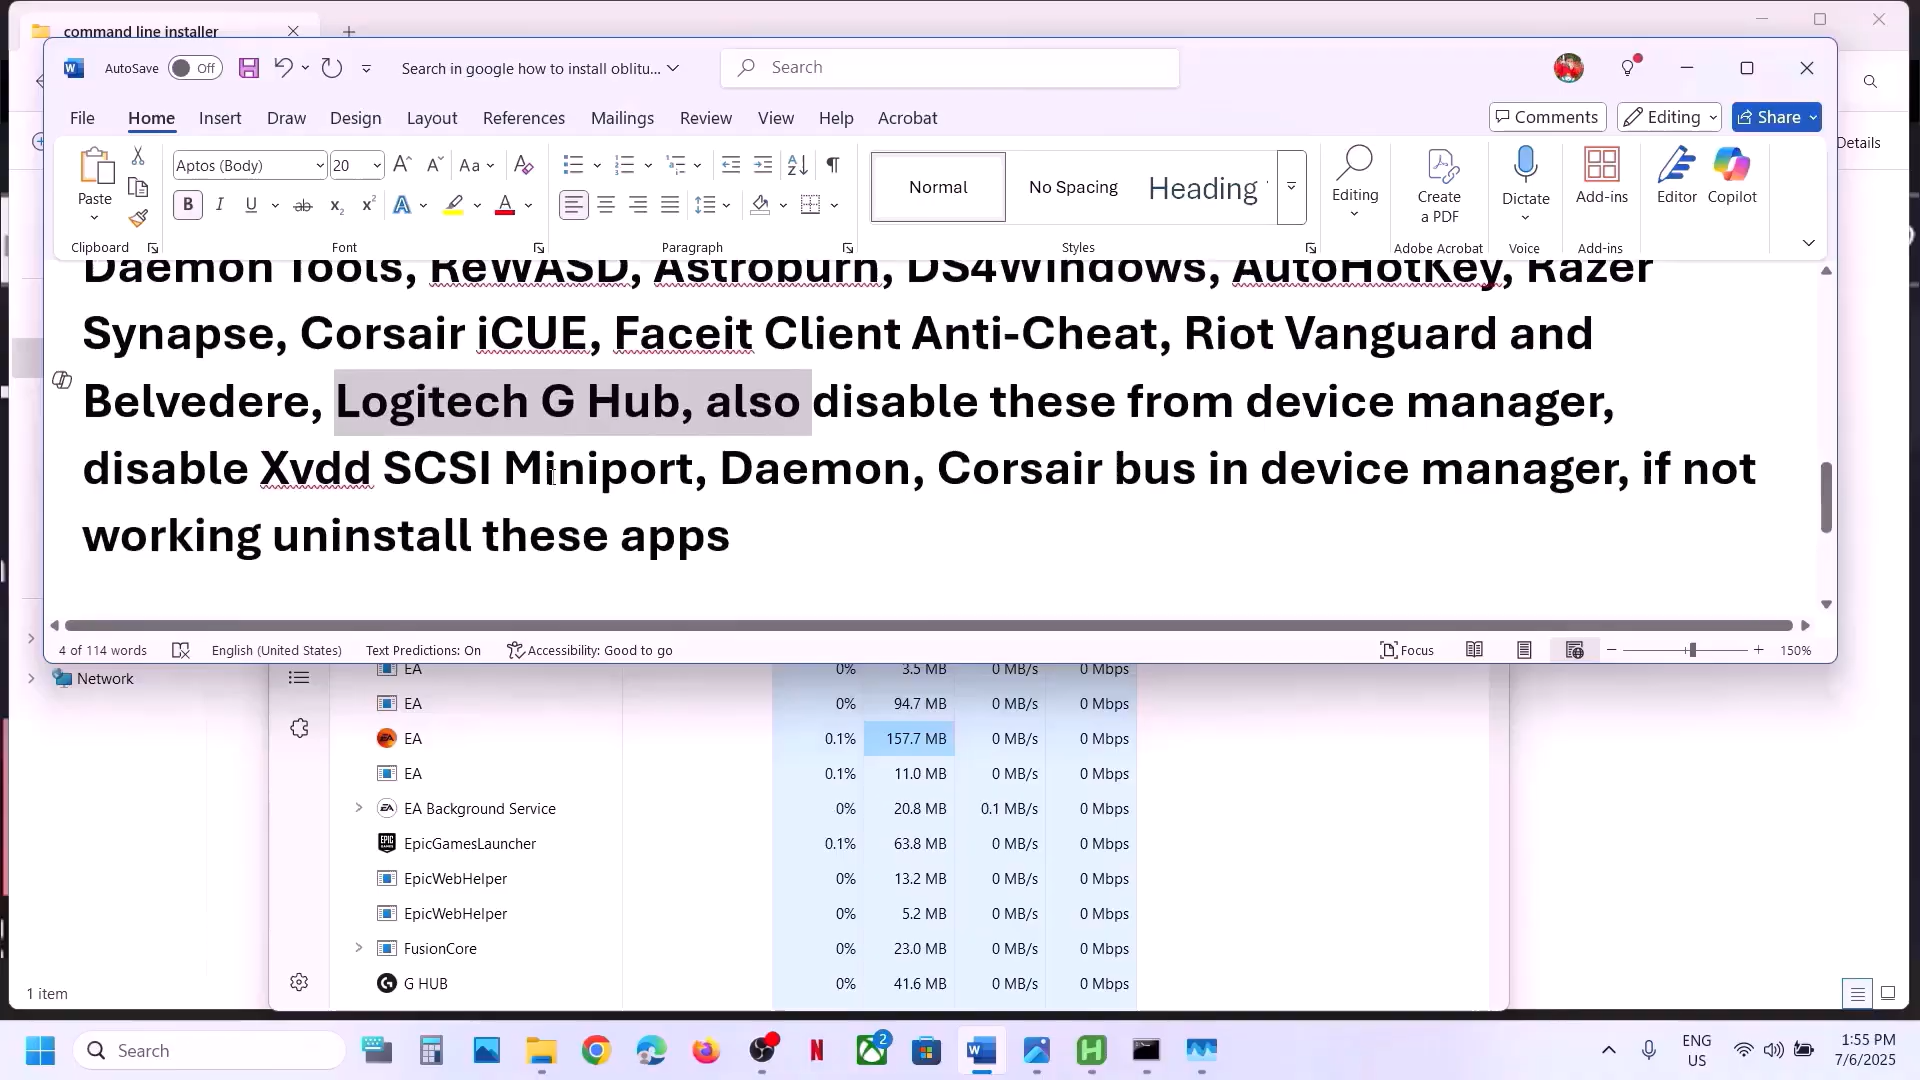 command line installer
AutoSave Off Search in google how to install oblitu... Search
File Home Insert Draw Design Layout References Mailings Review View Help Acrobat Comments Editing Share
Details
Paste Aptos (Body) 20 Aa Normal No Spacing Heading Editing Create a PDF Dictate Add-ins Editor Copilot
Clipboard Font Paragraph Styles Adobe Acrobat Voice Add-ins
Daemon Tools, ReWASD, Astroburn, DS4Windows, AutoHotKey, Razer
Synapse, Corsair iCUE, Faceit Client Anti-Cheat, Riot Vanguard and
Belvedere, Logitech G Hub, also disable these from device manager,
disable Xvdd SCSI Miniport, Daemon, Corsair bus in device manager, if not
working uninstall these apps
4 of 114 words English (United States) Text Predictions: On Accessibility: Good to go Focus 150%
Network
EA 0% 3.5 MB 0 MB/s 0 Mbps
EA 0% 94.7 MB 0 MB/s 0 Mbps
EA 0.1% 157.7 MB 0 MB/s 0 Mbps
EA 0.1% 11.0 MB 0 MB/s 0 Mbps
EA Background Service 0% 20.8 MB 0.1 MB/s 0 Mbps
EpicGamesLauncher 0.1% 63.8 MB 0 MB/s 0 Mbps
EpicWebHelper 0% 13.2 MB 0 MB/s 0 Mbps
EpicWebHelper 0% 5.2 MB 0 MB/s 0 Mbps
FusionCore 0% 23.0 MB 0 MB/s 0 Mbps
G HUB 0% 41.6 MB 0 MB/s 0 Mbps
1 item
Search 2 ENG US 1:55 PM 7/6/2025